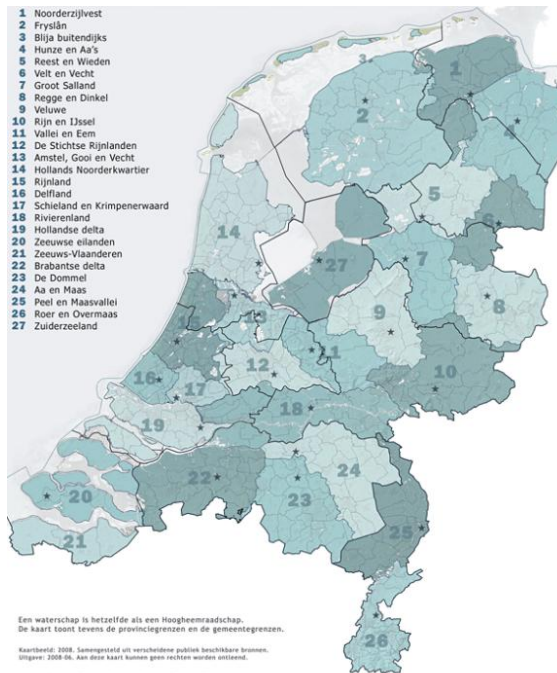 1 Noorderzijlvest
2 Fryslân
3 Blija buitendijks
4 Hunze en Aa's
5 Reest en Wieden
6 Velt en Vecht
7 Groot Salland
8 Regge en Dinkel
9 Veluwe
10 Rijn en IJssel
11 Vallei en Eem
12 De Stichtse Rijnlanden
13 Amstel, Gooi en Vecht
14 Hollands Noorderkwartier
15 Rijnland
16 Delfland
17 Schieland en Krimpenerwaard
18 Rivierenland
19 Hollandse delta
20 Zeeuwse eilanden
21 Zeeuws-Vlaanderen
22 Brabantse delta
23 De Dommel
24 Aa en Maas
25 Peel en Maasvallei
26 Roer en Overmaas
27 Zuiderzeeland
1
3
2
4
5
6
14
27
7
8
9
15
11
12
10
16
17
18
19
24
22
23
20
25
21
26
Een waterschap is hetzelfde als een Hoogheemraadschap.
De kaart toont tevens de provinciegrenzen en de gemeentegrenzen.
Kaartbeeld: 2008. Samengesteld uit verscheidene publiek beschikbare bronnen.
Uitgave: 2008-06. Aan deze kaart kunnen geen rechten worden ontleend.